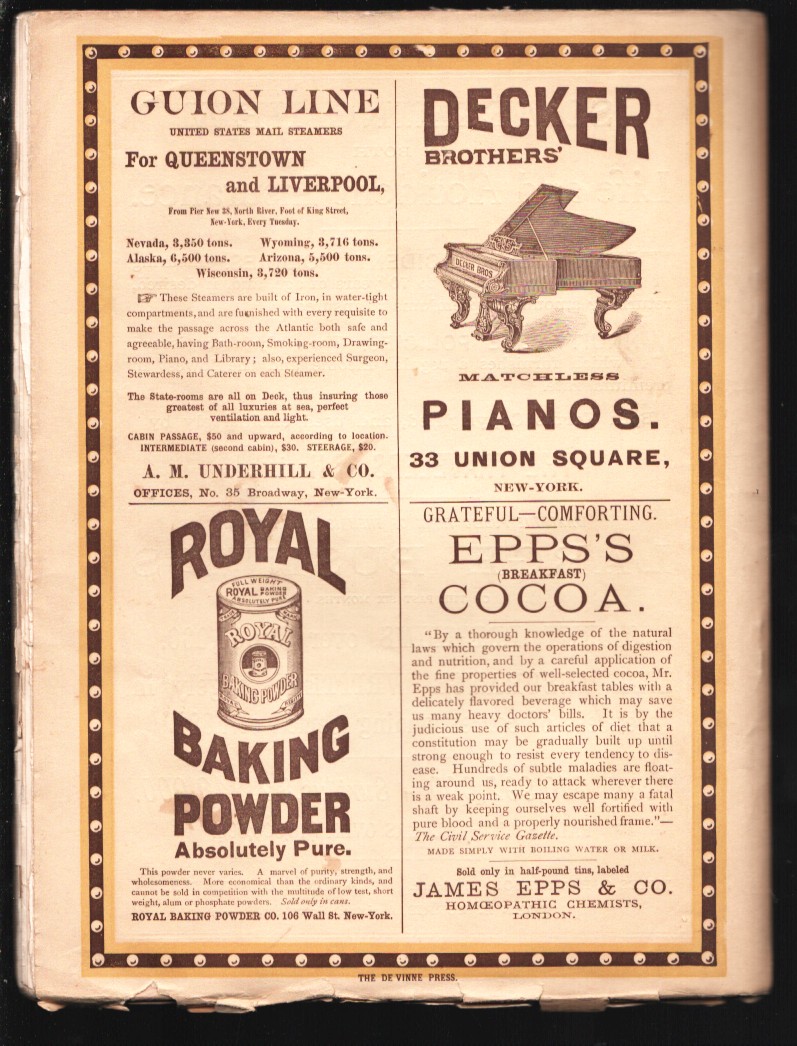 GUION LINE
UNITED STATES MAIL STEAMERS
For QUEENSTOWN
and LIVERPOOL,
From Pier New 38, North River, Foot of King Street,
New-York, Every Tuesday.
Nevada, 3,350 tons. Wyoming, 3,716 tons.
Alaska, 6,500 tons. Arizona, 5,500 tons.
Wisconsin, 3,720 tons.
☞ These Steamers are built of Iron, in water-tight
compartments, and are furnished with every requisite to
make the passage across the Atlantic both safe and
agreeable, having Bath-room, Smoking-room, Drawing-
room, Piano, and Library; also, experienced Surgeon,
Stewardess, and Caterer on each Steamer.
The State-rooms are all on Deck, thus insuring those
greatest of all luxuries at sea, perfect
ventilation and light.
CABIN PASSAGE, $50 and upward, according to location.
INTERMEDIATE (second cabin), $30. STEERAGE, $20.
A. M. UNDERHILL & CO.
OFFICES, No. 35 Broadway, New-York.
ROYAL
FULL WEIGHT
ROYAL BAKING POWDER
ABSOLUTELY PURE
ROYAL
BAKING POWDER
BAKING
POWDER
Absolutely Pure.
This powder never varies. A marvel of purity, strength, and
wholesomeness. More economical than the ordinary kinds, and
cannot be sold in competition with the multitude of low test, short
weight, alum or phosphate powders. Sold only in cans.
ROYAL BAKING POWDER CO. 106 Wall St. New-York.
DECKER
BROTHERS'
DECKER BROS
MATCHLESS
PIANOS.
33 UNION SQUARE,
NEW-YORK.
GRATEFUL—COMFORTING.
EPPS'S
(BREAKFAST)
COCOA.
"By a thorough knowledge of the natural
laws which govern the operations of digestion
and nutrition, and by a careful application of
the fine properties of well-selected cocoa, Mr.
Epps has provided our breakfast tables with a
delicately flavored beverage which may save
us many heavy doctors' bills. It is by the
judicious use of such articles of diet that a
constitution may be gradually built up until
strong enough to resist every tendency to dis-
ease. Hundreds of subtle maladies are float-
ing around us, ready to attack wherever there
is a weak point. We may escape many a fatal
shaft by keeping ourselves well fortified with
pure blood and a properly nourished frame."—
The Civil Service Gazette.
MADE SIMPLY WITH BOILING WATER OR MILK.
Sold only in half-pound tins, labeled
JAMES EPPS & CO.
HOMŒOPATHIC CHEMISTS,
LONDON.
THE DE VINNE PRESS.